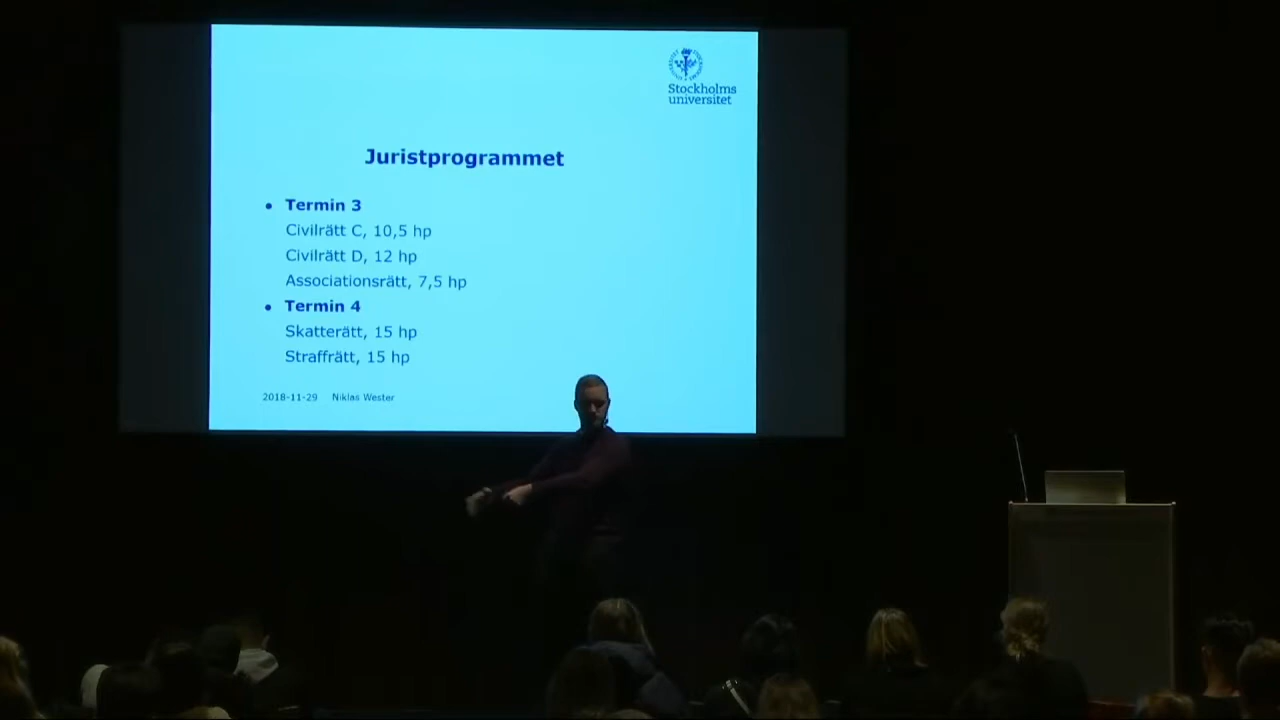 Stockholms
universitet
Juristprogrammet
• Termin 3
Civilrätt C, 10,5 hp
Civilrätt D, 12 hp
Associationsrätt, 7,5 hp
• Termin 4
Skatterätt, 15 hp
Straffrätt, 15 hp
2018-11-29 Niklas Wester